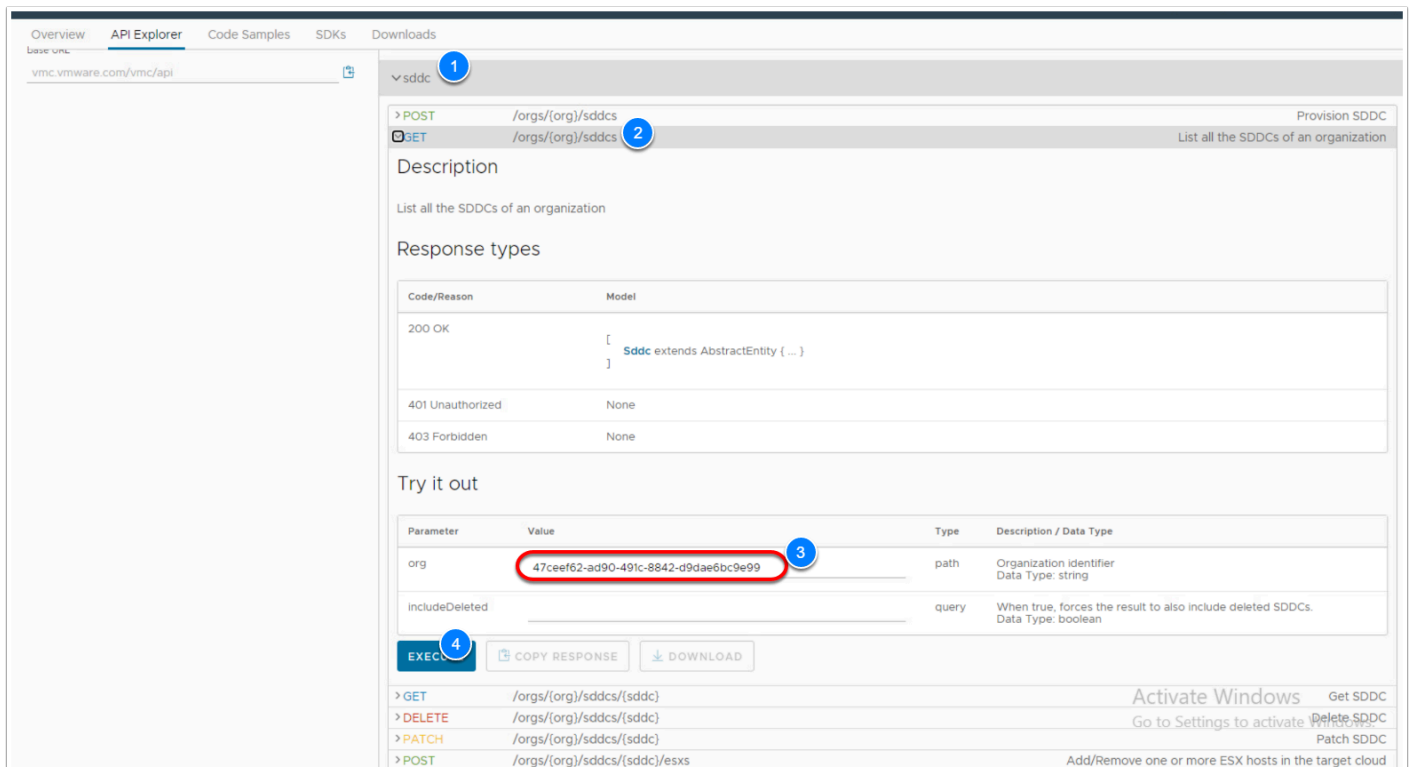 Overview API Explorer Code Samples SDKs Downloads
Base URL
vmc.vmware.com/vmc/api
sddc 1
POST /orgs/{org}/sddcs Provision SDDC
GET /orgs/{org}/sddcs 2 List all the SDDCs of an organization
Description
List all the SDDCs of an organization
Response types
Code/Reason Model
200 OK
[
Sddc extends AbstractEntity { ... }
]
401 Unauthorized None
403 Forbidden None
Try it out
Parameter Value Type Description / Data Type
org 47ceef62-ad90-491c-8842-d9dae6bc9e99 3 path Organization identifier
Data Type: string
includeDeleted query When true, forces the result to also include deleted SDDCs.
Data Type: boolean
EXECU 4 COPY RESPONSE DOWNLOAD
GET /orgs/{org}/sddcs/{sddc} Activate Windows Get SDDC
DELETE /orgs/{org}/sddcs/{sddc} Go to Settings to activate Windows. Delete SDDC
PATCH /orgs/{org}/sddcs/{sddc} Patch SDDC
POST /orgs/{org}/sddcs/{sddc}/esxs Add/Remove one or more ESX hosts in the target cloud